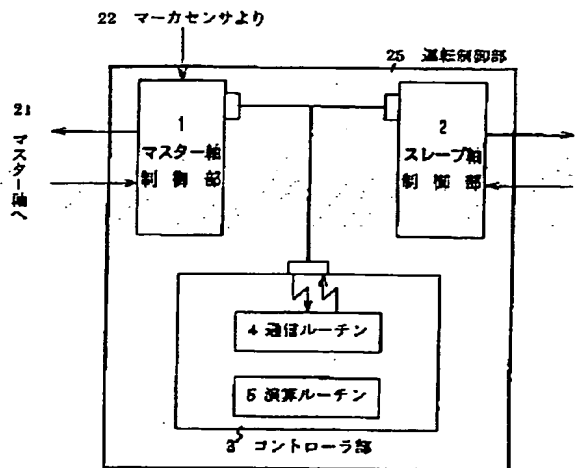 22 マーカセンサより
25 運転制御部
21 マスター軸へ
1
マスター軸
制御部
2
スレーブ軸
制御部
4 通信ルーチン
5 演算ルーチン
3 コントローラ部